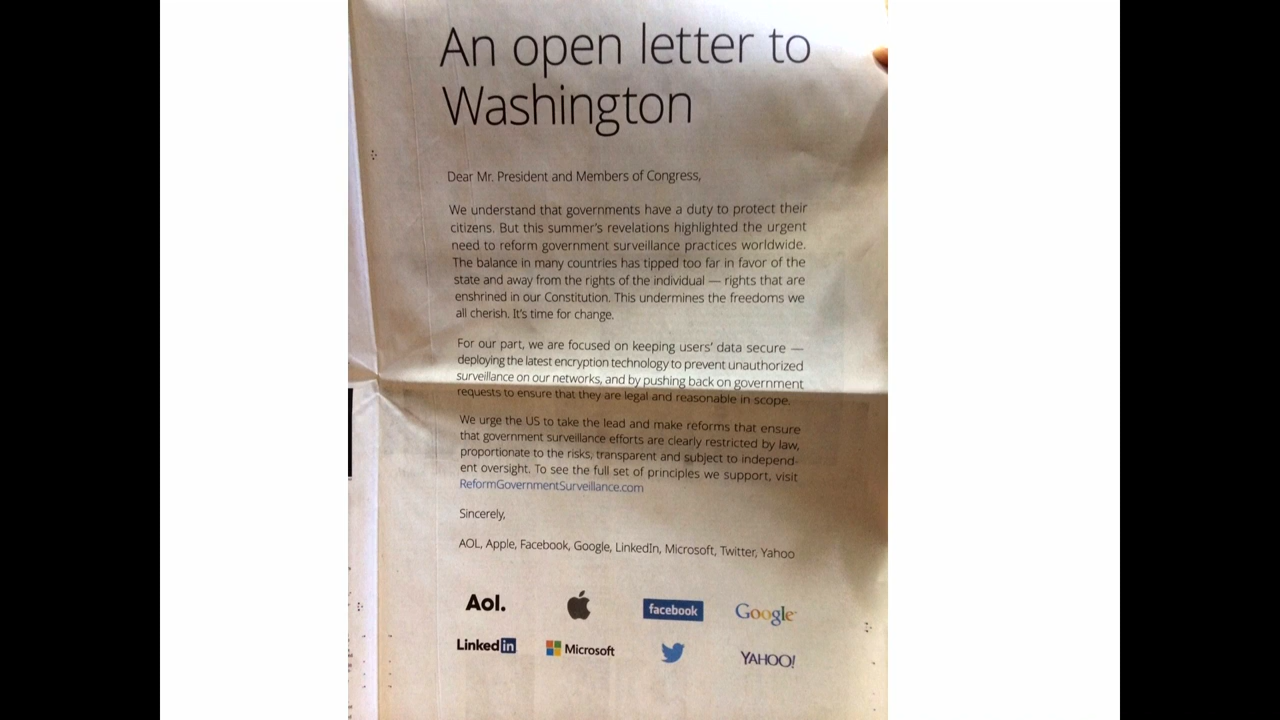 An open letter to
Washington
Dear Mr. President and Members of Congress,
We understand that governments have a duty to protect their
citizens. But this summer's revelations highlighted the urgent
need to reform government surveillance practices worldwide.
The balance in many countries has tipped too far in favor of the
state and away from the rights of the individual — rights that are
enshrined in our Constitution. This undermines the freedoms we
all cherish. It's time for change.
For our part, we are focused on keeping users' data secure —
deploying the latest encryption technology to prevent unauthorized
surveillance on our networks, and by pushing back on government
requests to ensure that they are legal and reasonable in scope.
We urge the US to take the lead and make reforms that ensure
that government surveillance efforts are clearly restricted by law,
proportionate to the risks, transparent and subject to independ-
ent oversight. To see the full set of principles we support, visit
ReformGovernmentSurveillance.com
Sincerely,
AOL, Apple, Facebook, Google, LinkedIn, Microsoft, Twitter, Yahoo
Aol. facebook Google
Linkedin Microsoft YAHOO!